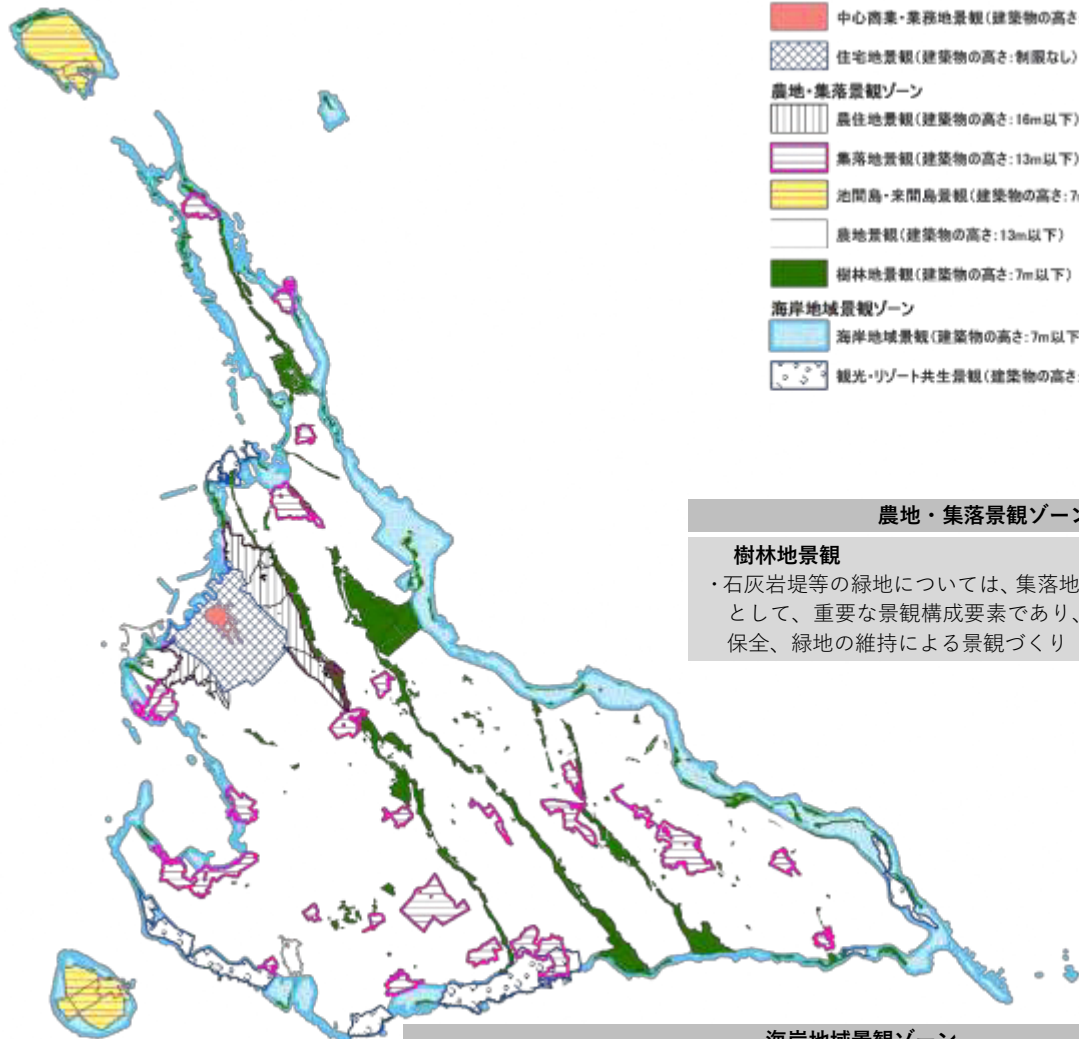 中心商業・業務地景観(建築物の高さ
住宅地景観(建築物の高さ:制限なし)
農地・集落景観ゾーン
農住地景観(建築物の高さ:16m以下)
集落地景観(建築物の高さ:13m以下)
池間島・来間島景観(建築物の高さ:7m
農地景観(建築物の高さ:13m以下)
樹林地景観(建築物の高さ:7m以下)
海岸地域景観ゾーン
海岸地域景観(建築物の高さ:7m以下
観光・リゾート共生景観(建築物の高さ:
農地・集落景観ゾーン
樹林地景観
・石灰岩堤等の緑地については、集落地
として、重要な景観構成要素であり、
保全、緑地の維持による景観づくり
海岸地域景観ゾーン